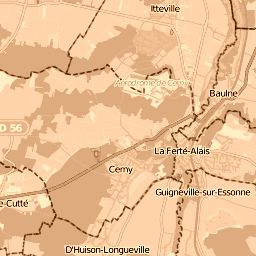 Itteville
Aérodrome de Cerny
Baulne
D 56
La Ferté-Alais
Cerny
Guigneville-sur-Essonne
e-Cutté
D'Huison-Longueville